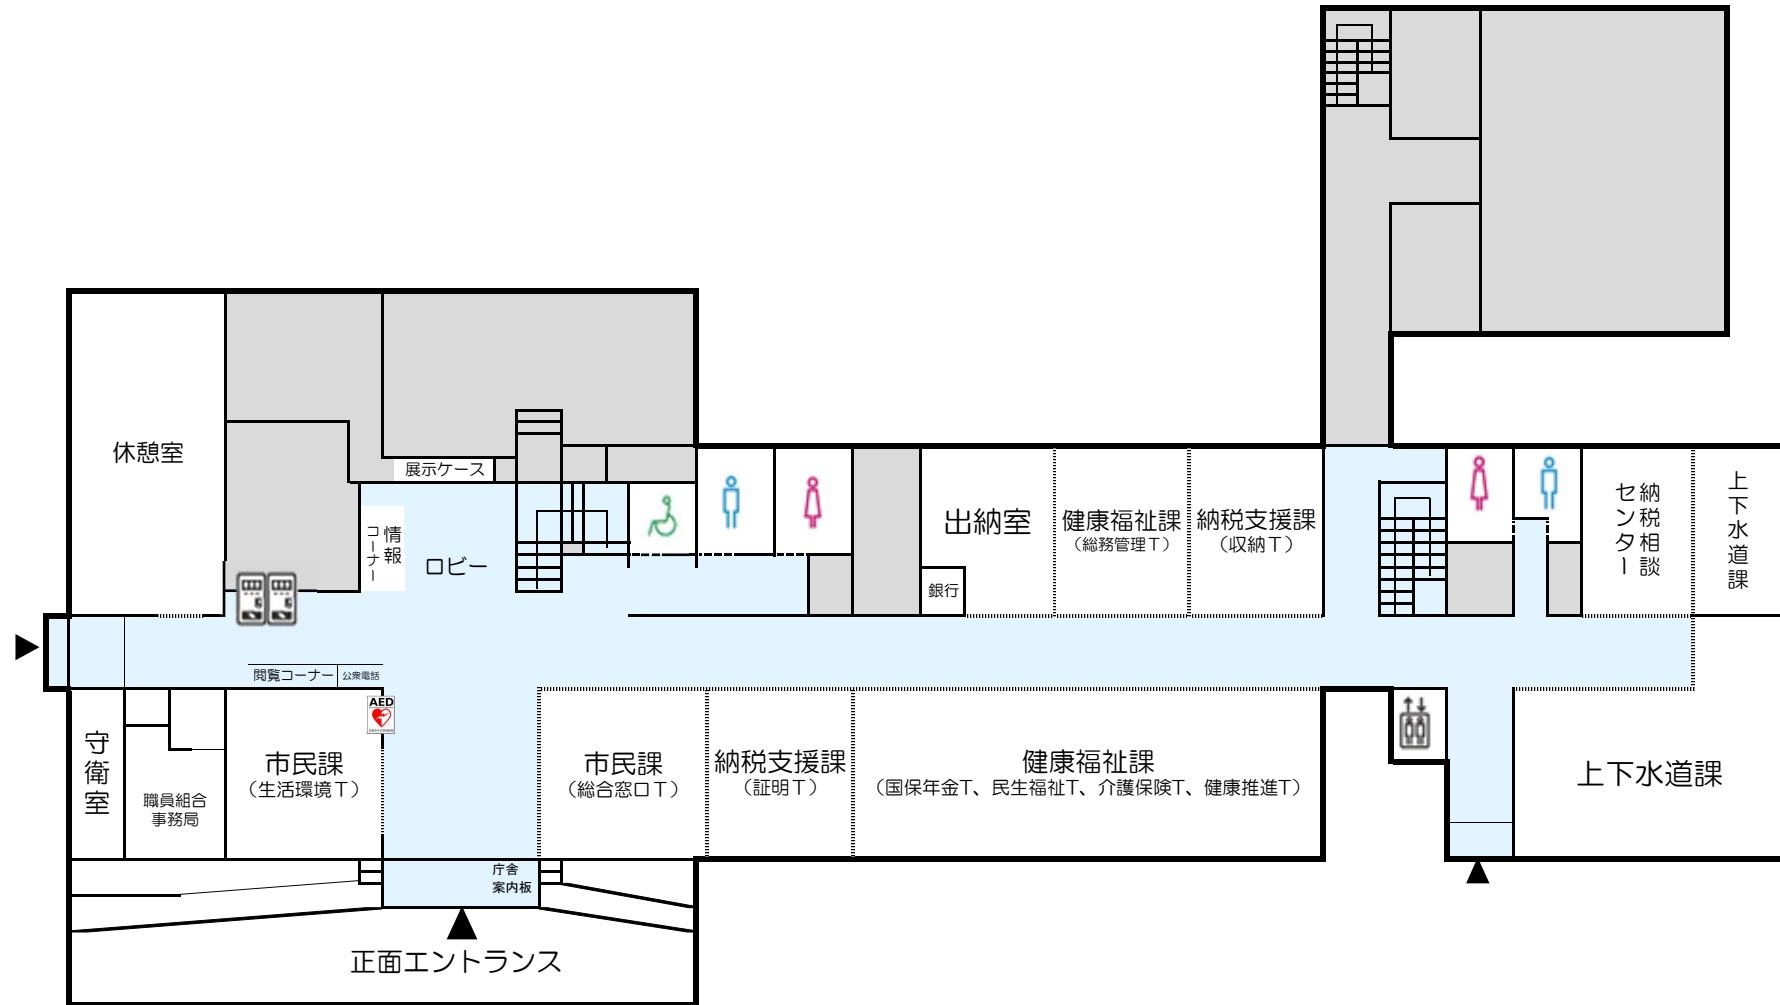 休憩室
展示ケース
情報
コーナー
ロビー
出納室
銀行
健康福祉課
（総務管理T）
納税支援課
（収納T）
納税相談
センター
上下水道課
閲覧コーナー
公衆電話
AED
守衛室
職員組合
事務局
市民課
（生活環境T）
市民課
（総合窓口T）
納税支援課
（証明T）
健康福祉課
（国保年金T、民生福祉T、介護保険T、健康推進T）
上下水道課
庁舎
案内板
正面エントランス